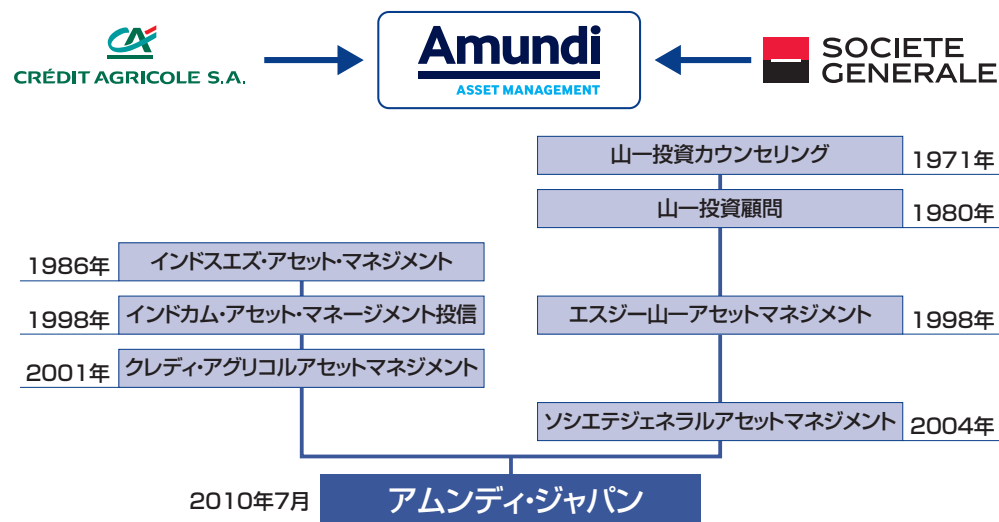 CRÉDIT AGRICOLE S.A.
Amundi
ASSET MANAGEMENT
SOCIETE
GENERALE
山一投資カウンセリング 1971年
山一投資顧問 1980年
1986年 インドスエズ・アセット・マネジメント
1998年 インドカム・アセット・マネージメント投信 エスジー山一アセットマネジメント 1998年
2001年 クレディ・アグリコルアセットマネジメント
ソシエテジェネラルアセットマネジメント 2004年
2010年7月 アムンディ・ジャパン